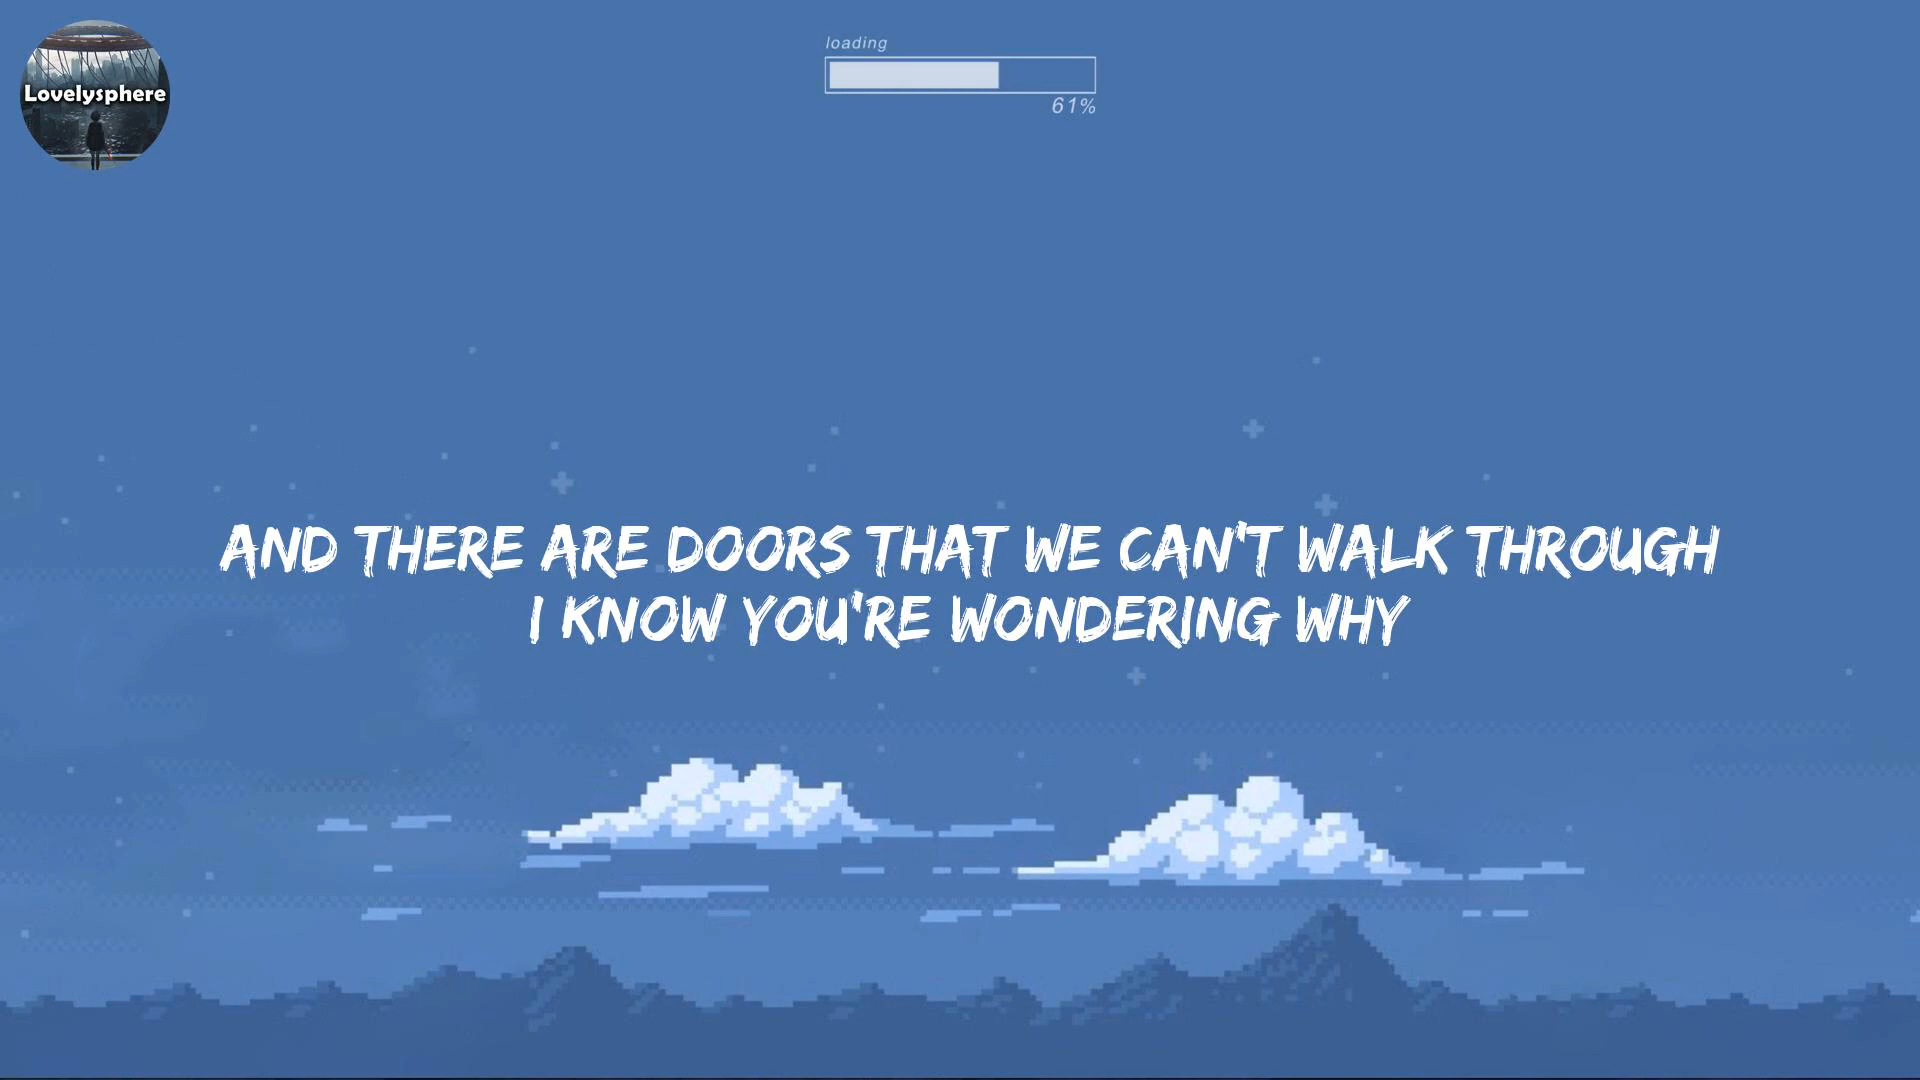 Lovelysphere
loading
61%
AND THERE ARE DOORS THAT WE CAN'T WALK THROUGH
I KNOW YOU'RE WONDERING WHY